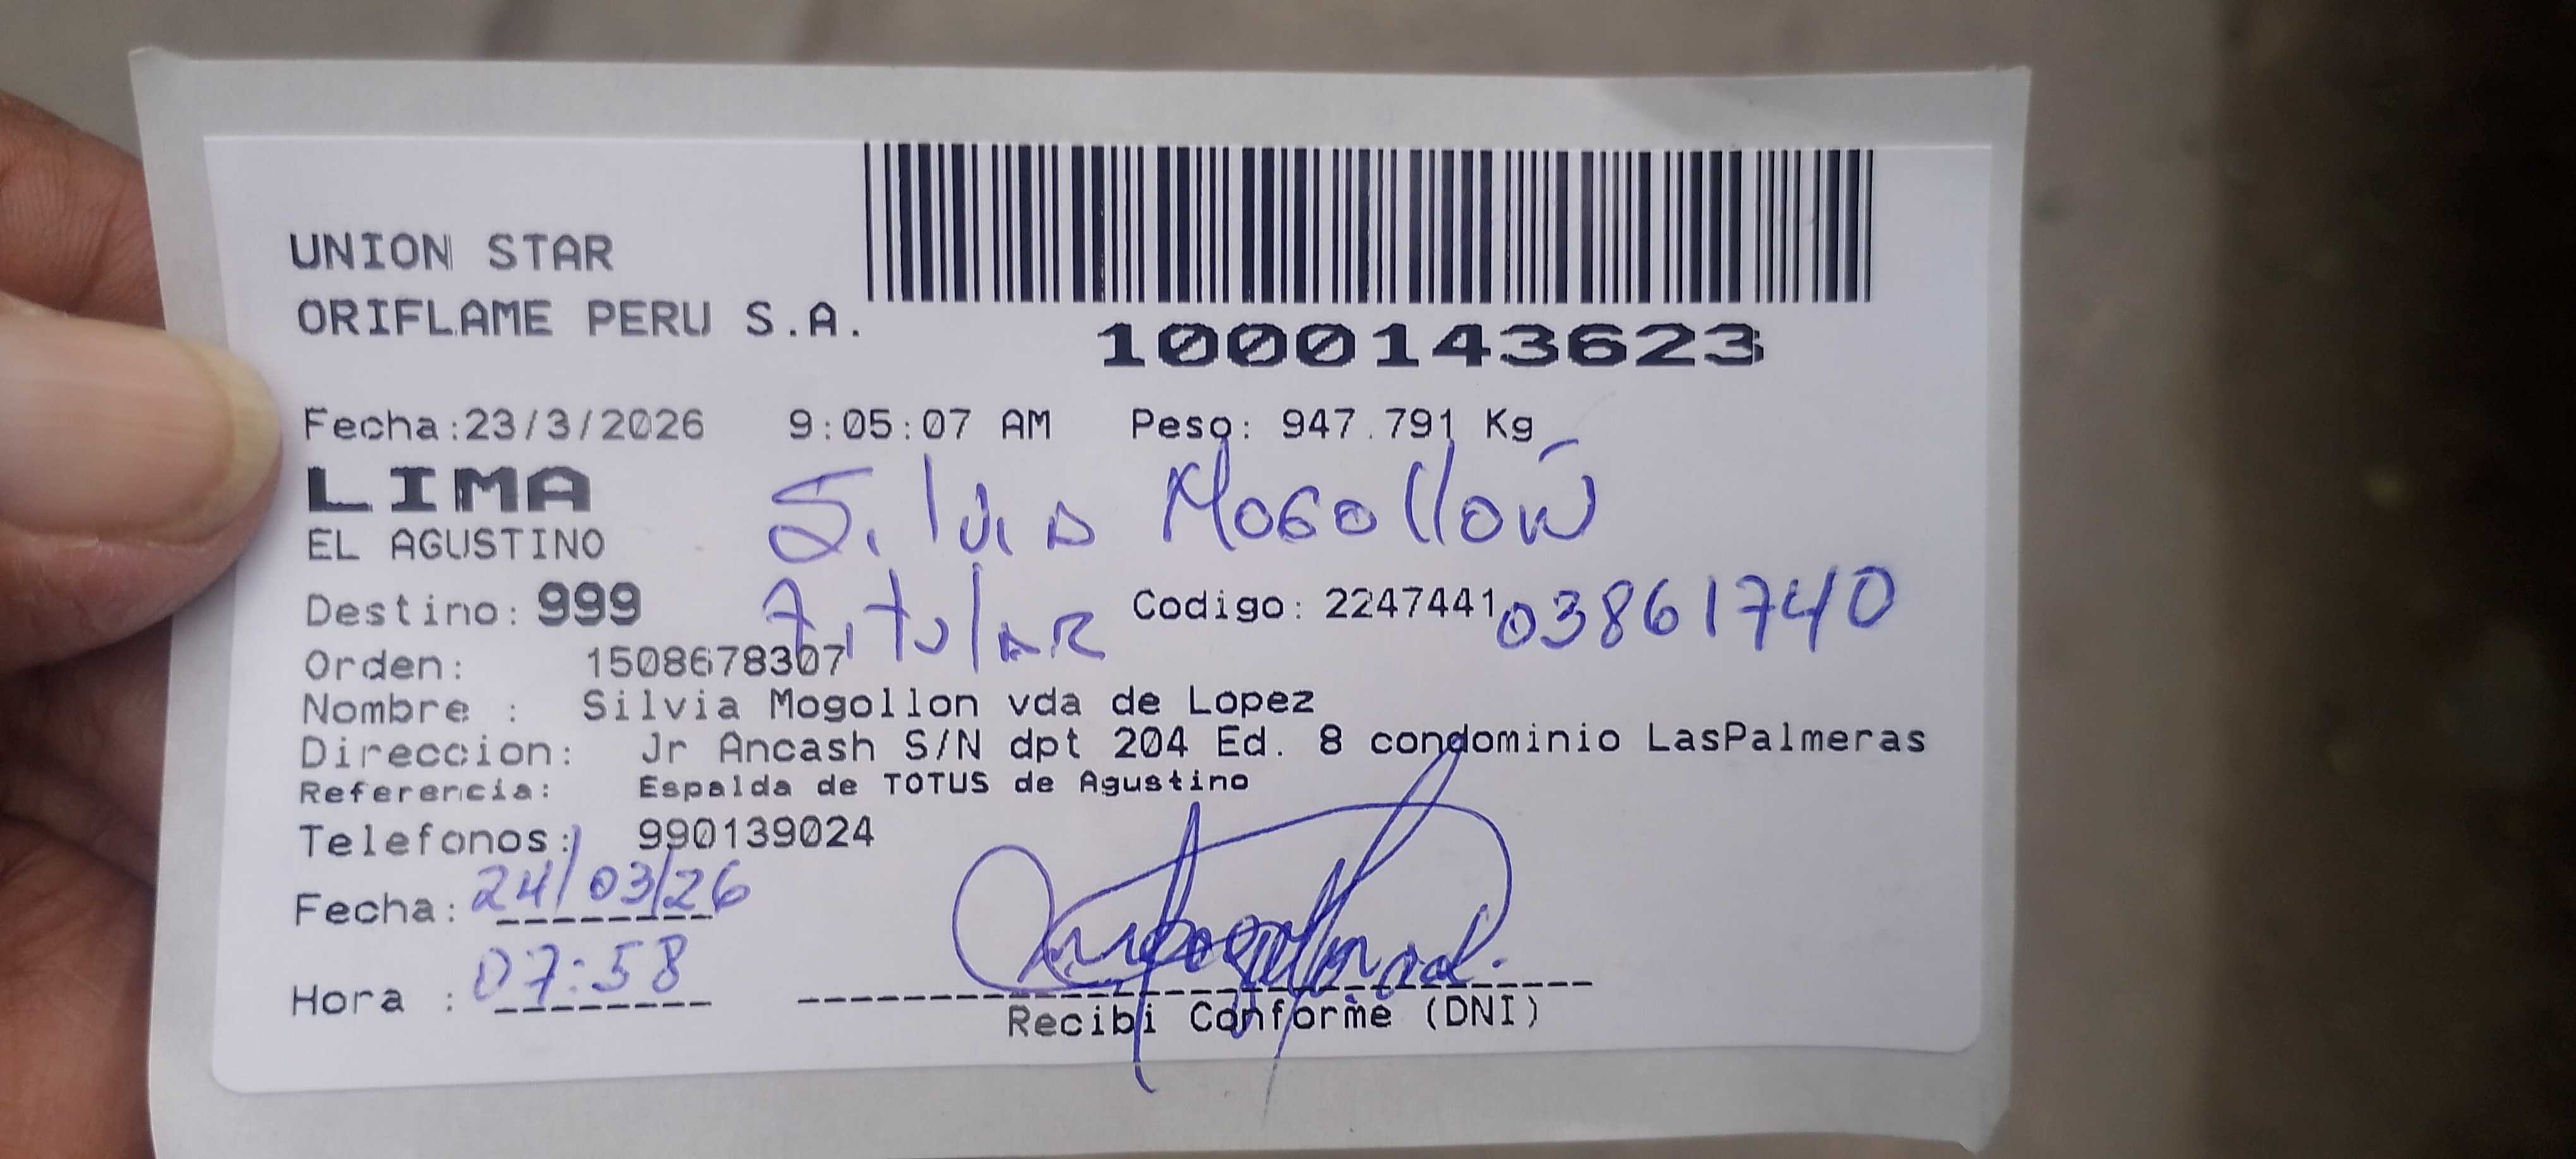 UNION STAR
ORIFLAME PERU S.A.
1000143623
Fecha:23/3/2026 9:05:07 AM Peso: 947.791 Kg
LIMA
Silvia Mogollón
EL AGUSTINO
Destino: 999 Titular Codigo: 2247441 03861740
Orden: 1508678307
Nombre : Silvia Mogollon vda de Lopez
Direccion: Jr Ancash S/N dpt 204 Ed. 8 condominio LasPalmeras
Referencia: Espalda de TOTUS de Agustino
Telefonos: 990139024
Fecha: 24/03/26
Hora : 07:58
Recibi Conforme (DNI)